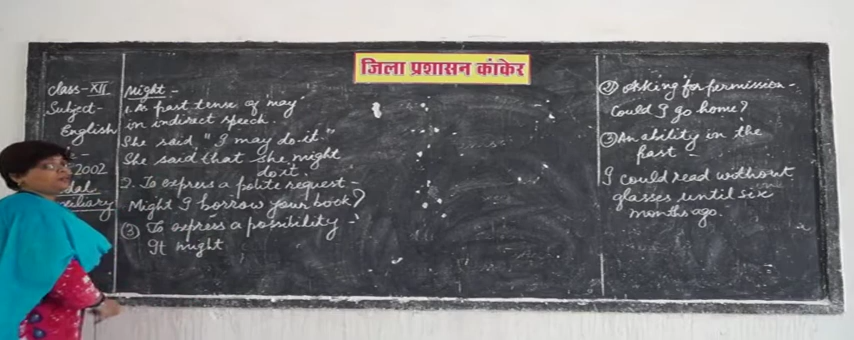 जिला प्रशासन कांकेर
Class-XII
Subject-
English
2002
Might -
1. As past tense of 'may'
in indirect speech.
She said "I may do it."
She said that she might
do it.
2. To express a polite request -
Might I borrow your book?
(3) To express a possibility -
It might
(2) Asking for permission -
Could I go home?
(3) An ability in the
past -
I could read without
glasses until six
months ago.